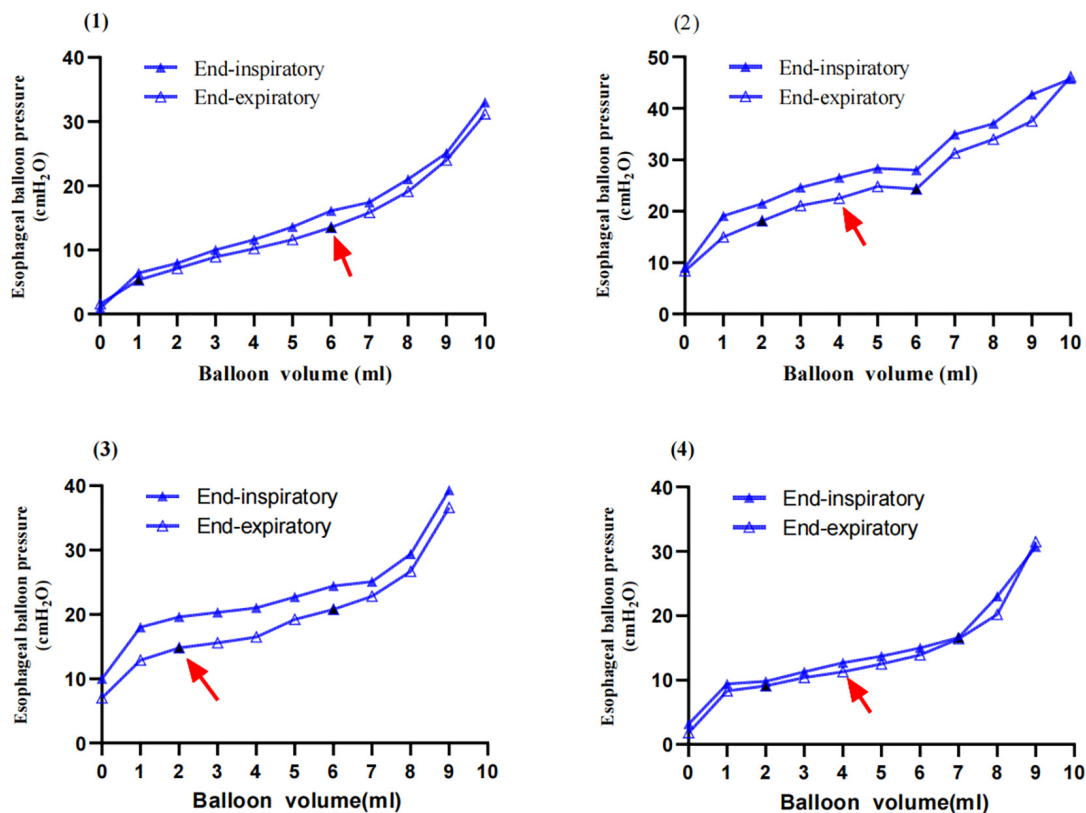 (1)
Esophageal balloon pressure
(cmH2O)
40
30
20
10
0
End-inspiratory
End-expiratory
0 1 2 3 4 5 6 7 8 9 10
Balloon volume (ml)
(2)
Esophageal balloon pressure
(cmH2O)
50
40
30
20
10
0
End-inspiratory
End-expiratory
0 1 2 3 4 5 6 7 8 9 10
Balloon volume (ml)
(3)
Esophageal balloon pressure
(cmH2O)
40
30
20
10
0
End-inspiratory
End-expiratory
0 1 2 3 4 5 6 7 8 9 10
Balloon volume(ml)
(4)
Esophageal balloon pressure
(cmH2O)
40
30
20
10
0
End-inspiratory
End-expiratory
0 1 2 3 4 5 6 7 8 9 10
Balloon volume(ml)